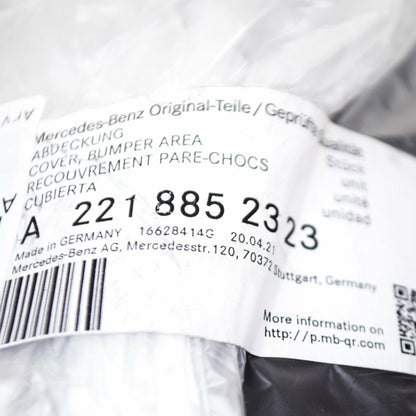 Mercedes-Benz Original-Teile / Geprüfte Qualität
ABDECKUNG
COVER, BUMPER AREA
RECOUVREMENT PARE-CHOCS
CUBIERTA
Stück
unit
unité
unidad
A 221 885 23 23
Made in GERMANY 16628414G 20.04.21
Mercedes-Benz AG, Mercedesstr.120, 70372 Stuttgart, Germany
More information on
http://p.mb-qr.com